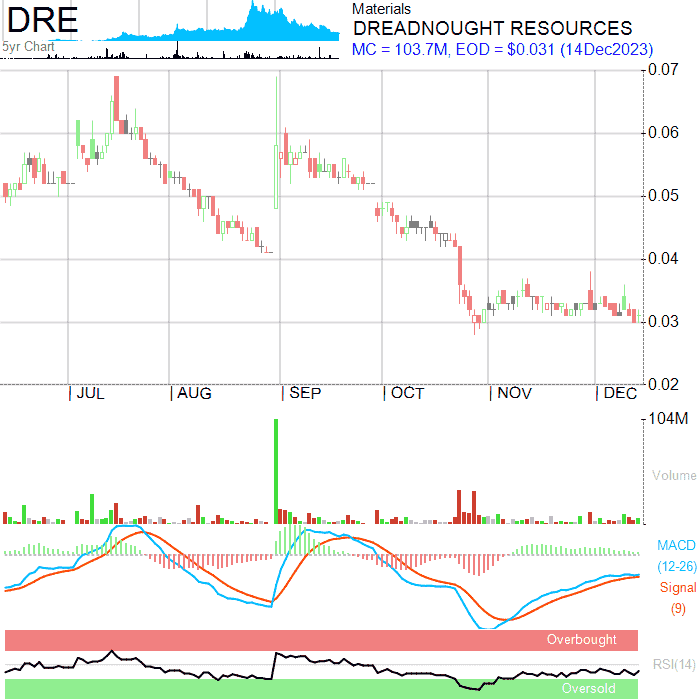 DRE
5yr Chart
Materials
DREADNOUGHT RESOURCES
MC = 103.7M, EOD = $0.031 (14Dec2023)
0.07
0.06
0.05
0.04
0.03
0.02
JUL AUG SEP OCT NOV DEC
104M
Volume
MACD
(12-26)
Signal
(9)
Overbought
RSI(14)
Oversold